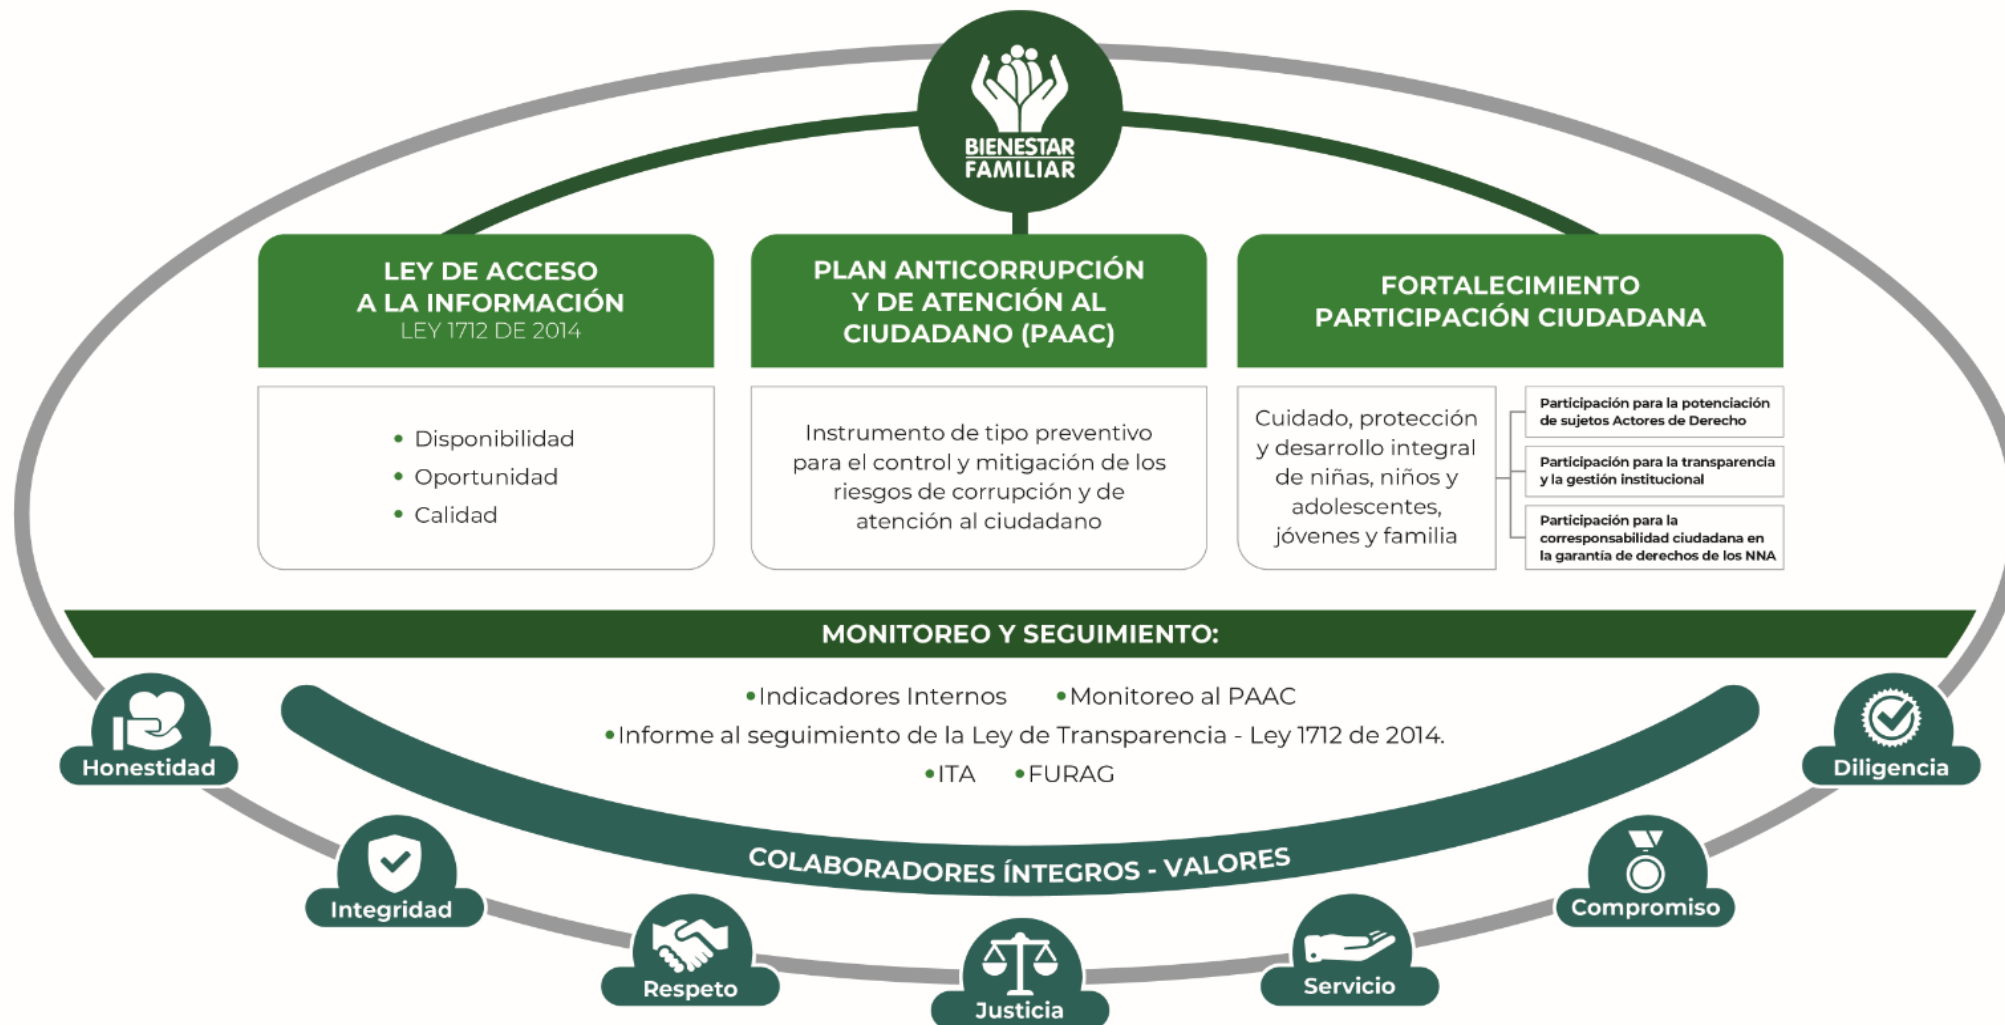 BIENESTAR
FAMILIAR
LEY DE ACCESO
A LA INFORMACIÓN
LEY 1712 DE 2014
• Disponibilidad
• Oportunidad
• Calidad
PLAN ANTICORRUPCIÓN
Y DE ATENCIÓN AL
CIUDADANO (PAAC)
Instrumento de tipo preventivo
para el control y mitigación de los
riesgos de corrupción y de
atención al ciudadano
FORTALECIMIENTO
PARTICIPACIÓN CIUDADANA
Cuidado, protección
y desarrollo integral
de niñas, niños y
adolescentes,
jóvenes y familia
Participación para la potenciación
de sujetos Actores de Derecho
Participación para la transparencia
y la gestión institucional
Participación para la
corresponsabilidad ciudadana en
la garantía de derechos de los NNA
MONITOREO Y SEGUIMIENTO:
• Indicadores Internos • Monitoreo al PAAC
• Informe al seguimiento de la Ley de Transparencia - Ley 1712 de 2014.
• ITA • FURAG
COLABORADORES ÍNTEGROS - VALORES
Honestidad
Integridad
Respeto
Justicia
Servicio
Compromiso
Diligencia